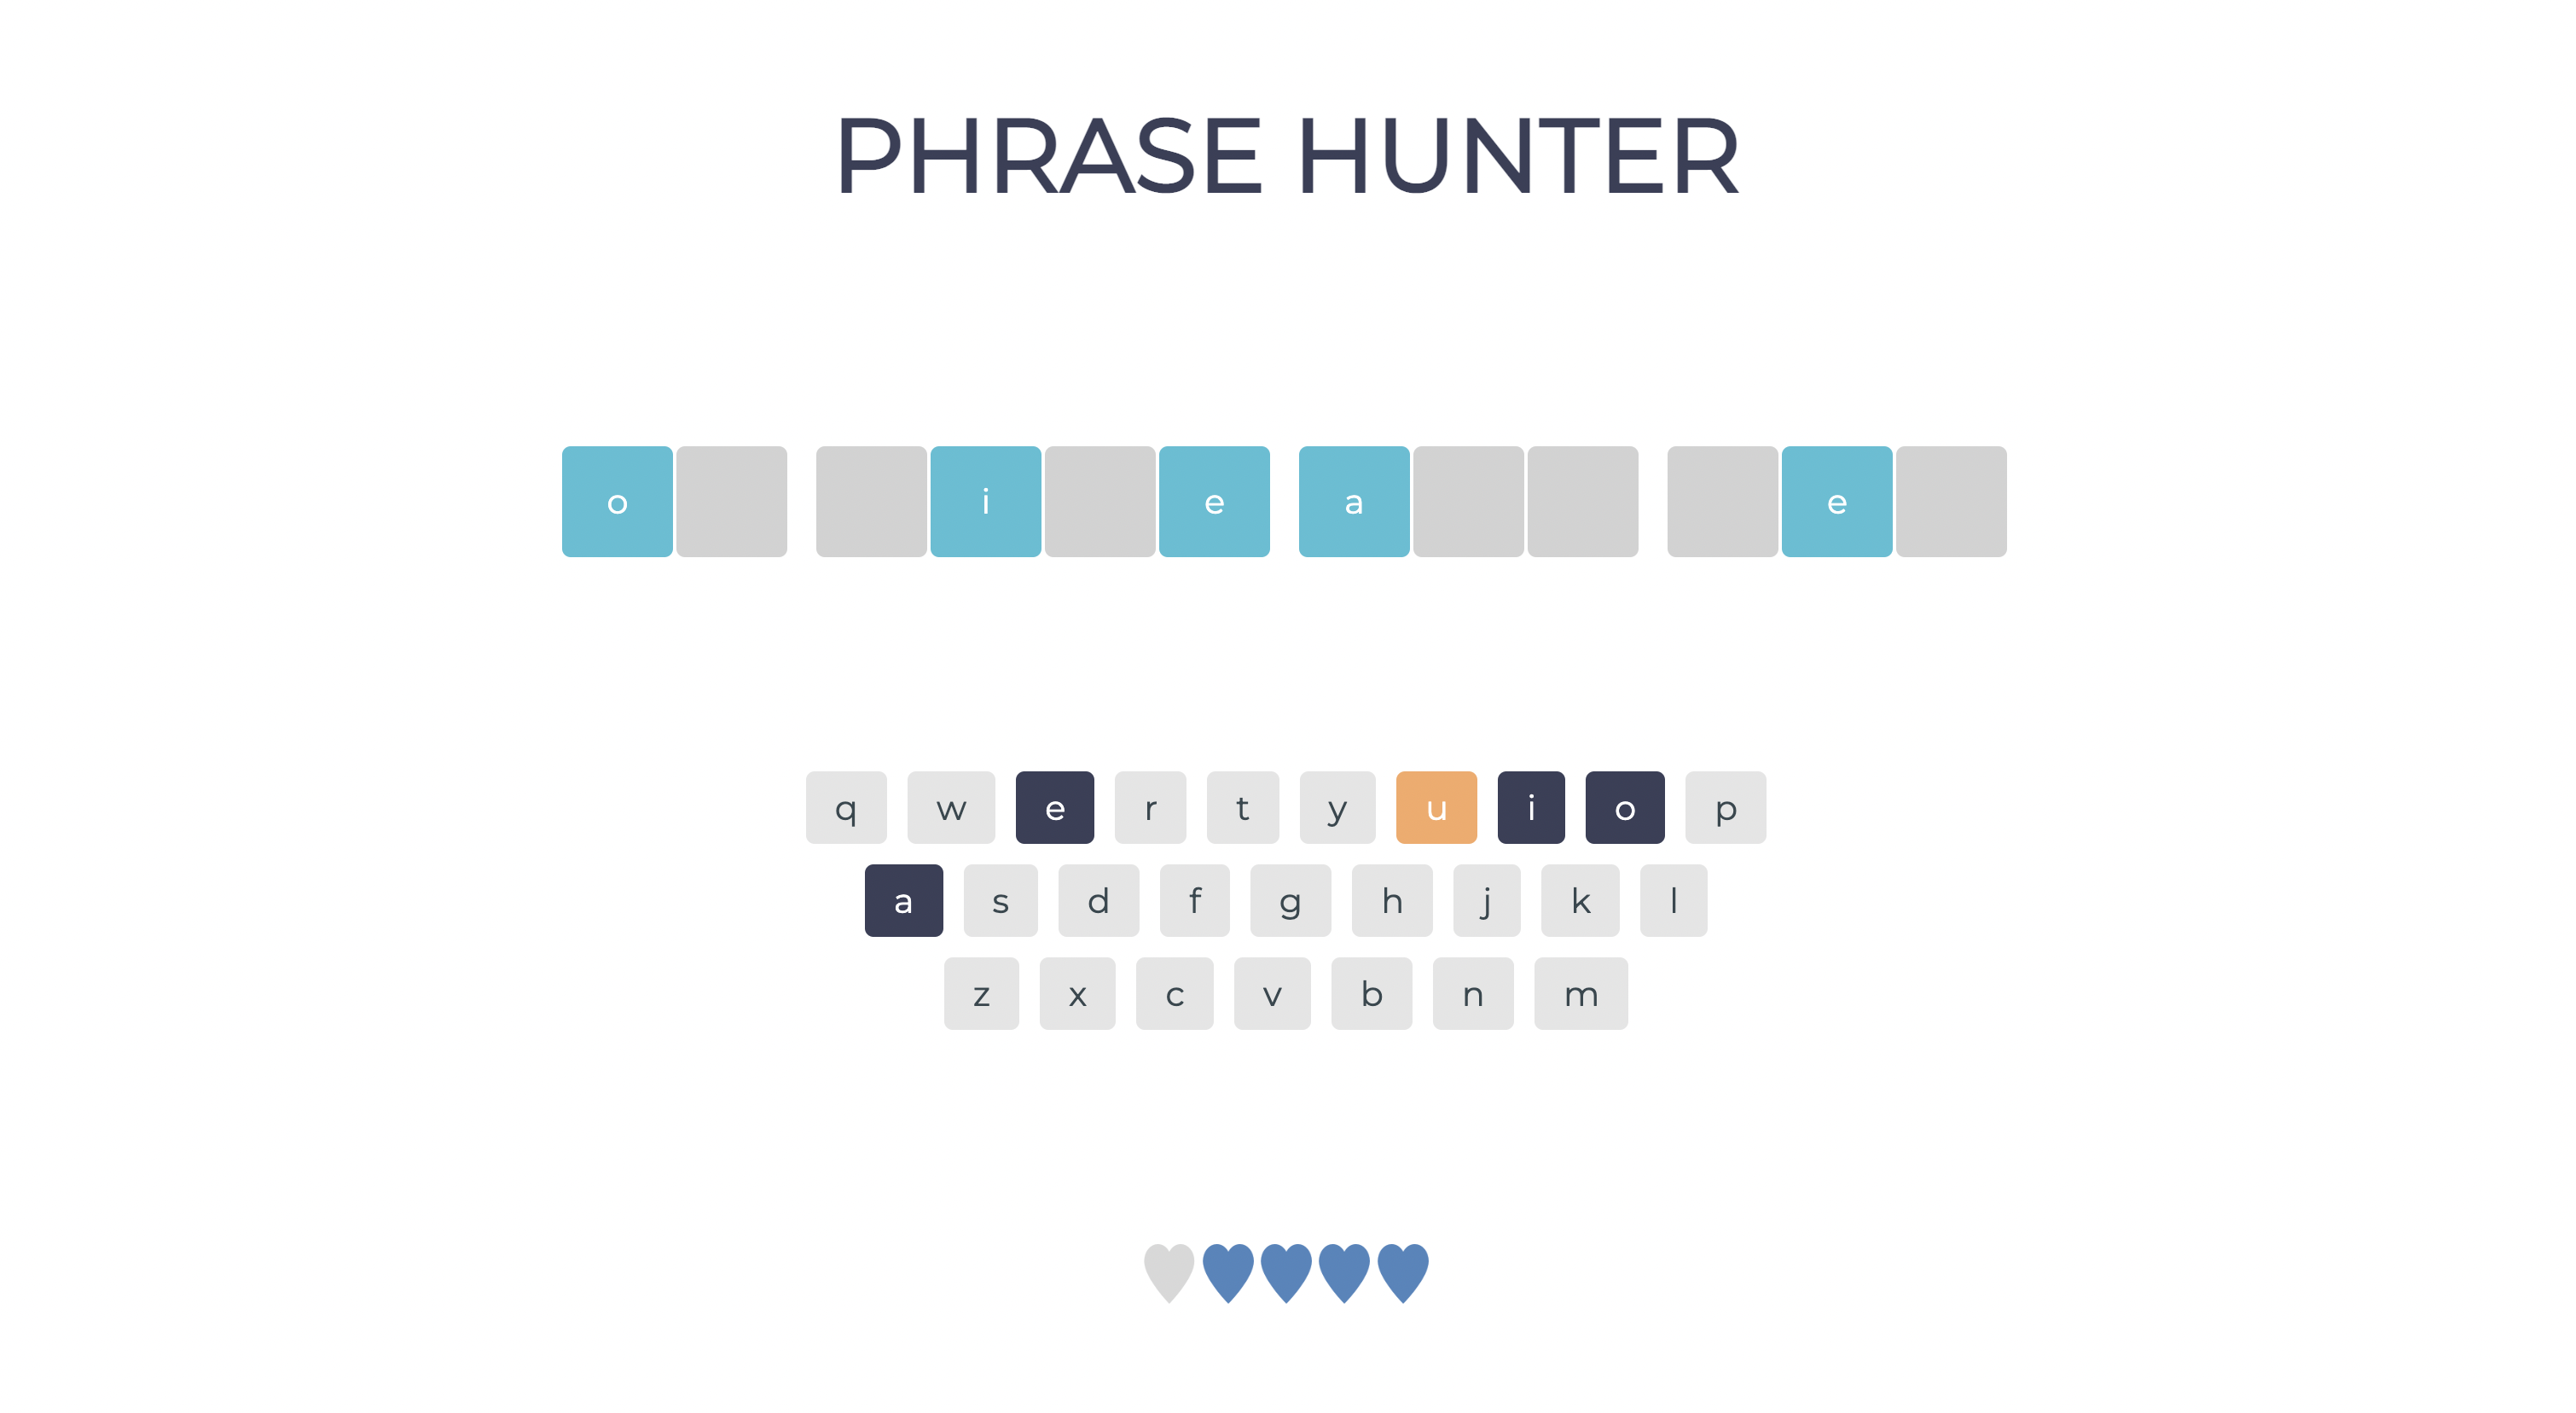 PHRASE HUNTER
o i e a e
q w e r t y u i o p
a s d f g h j k l
z x c v b n m